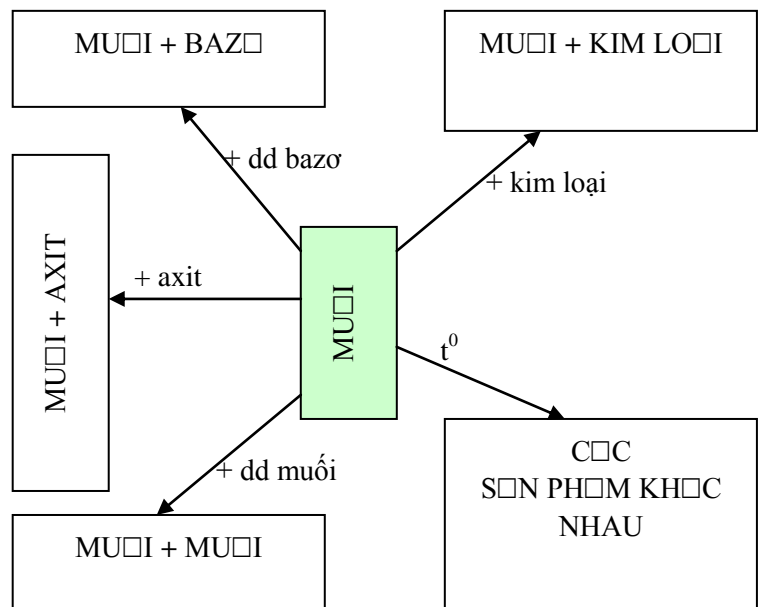 MU□I + BAZ□
MU□I + KIM LO□I
+ dd bazơ
+ kim loại
MU□I + AXIT
+ axit
MU□I
t⁰
+ dd muối
C□C
S□N PH□M KH□C
NHAU
MU□I + MU□I